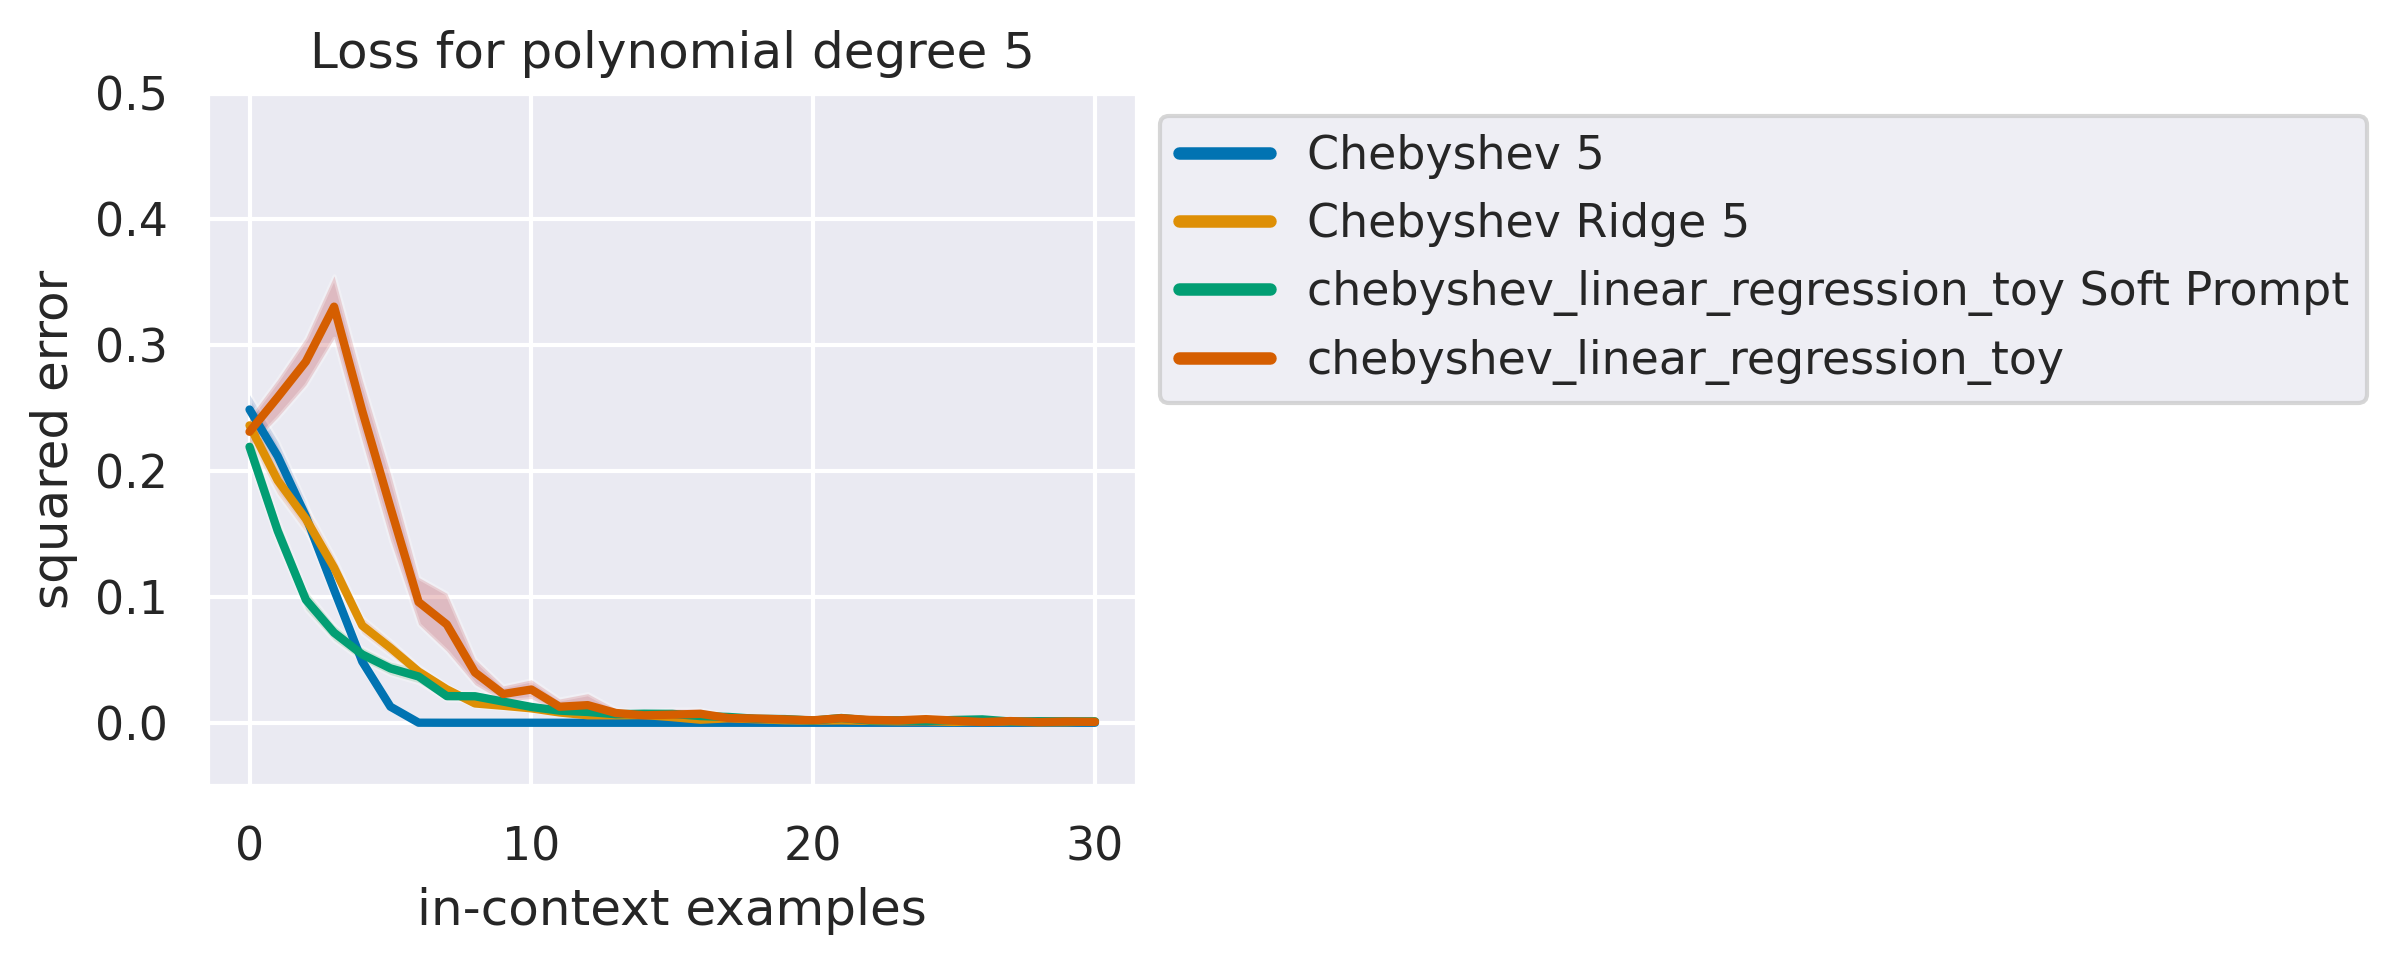 Loss for polynomial degree 5
0.5
0.4
0.3
0.2
0.1
0.0
squared error
0 10 20 30
in-context examples
Chebyshev 5
Chebyshev Ridge 5
chebyshev_linear_regression_toy Soft Prompt
chebyshev_linear_regression_toy